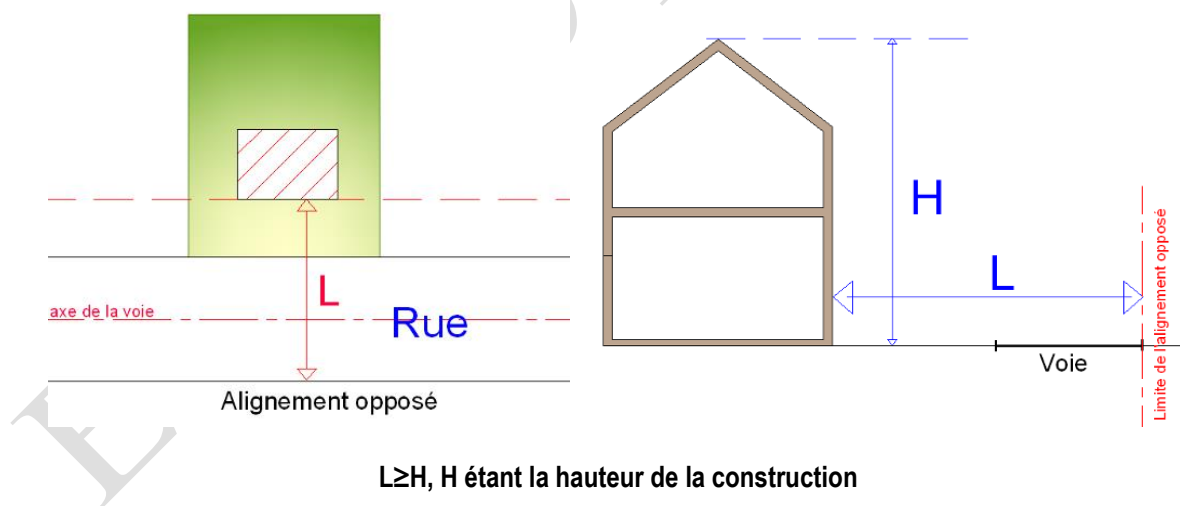 axe de la voie
L
Rue
Alignement opposé
H
L
Voie
Limite de l'alignement opposé
L≥H, H étant la hauteur de la construction